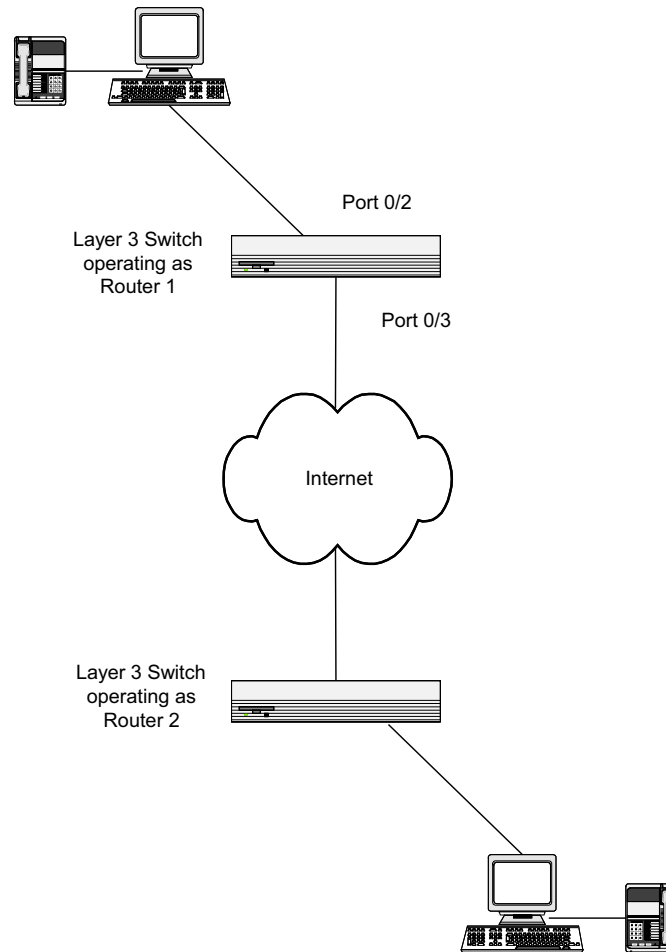 Port 0/2
Layer 3 Switch
operating as
Router 1
Port 0/3
Internet
Layer 3 Switch
operating as
Router 2